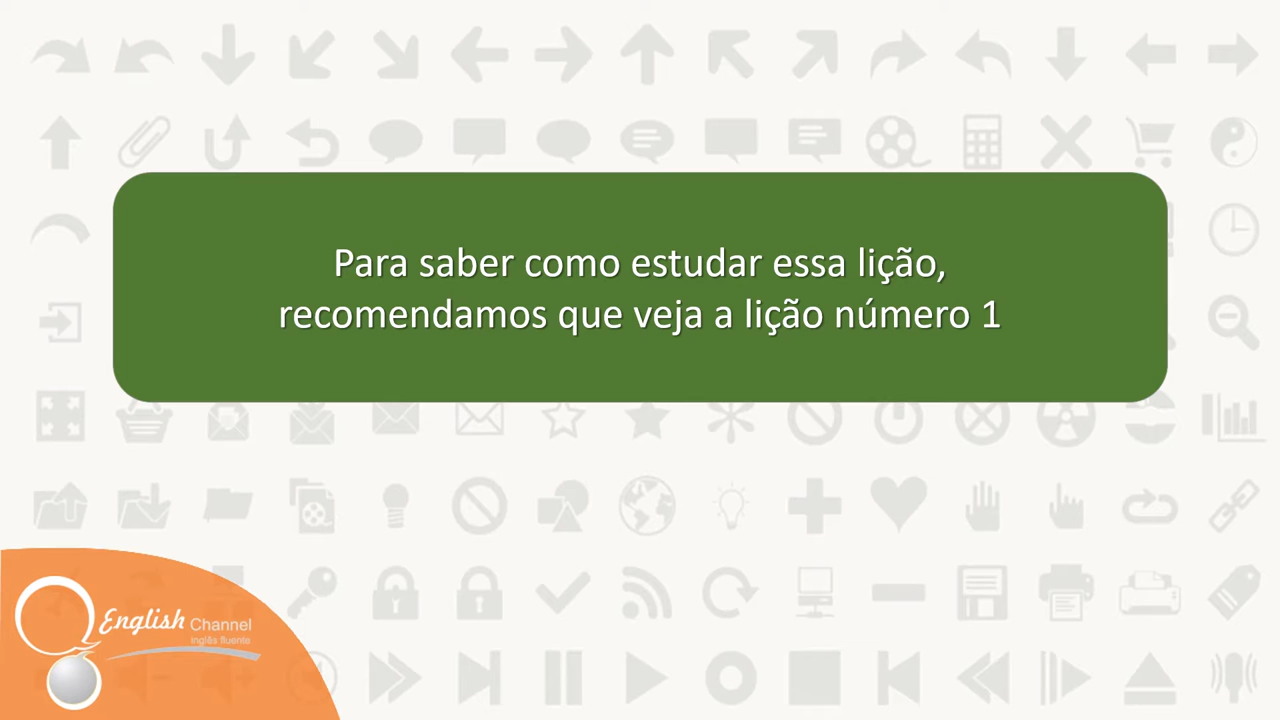 Para saber como estudar essa lição,
recomendamos que veja a lição número 1
English Channel
inglês fluente